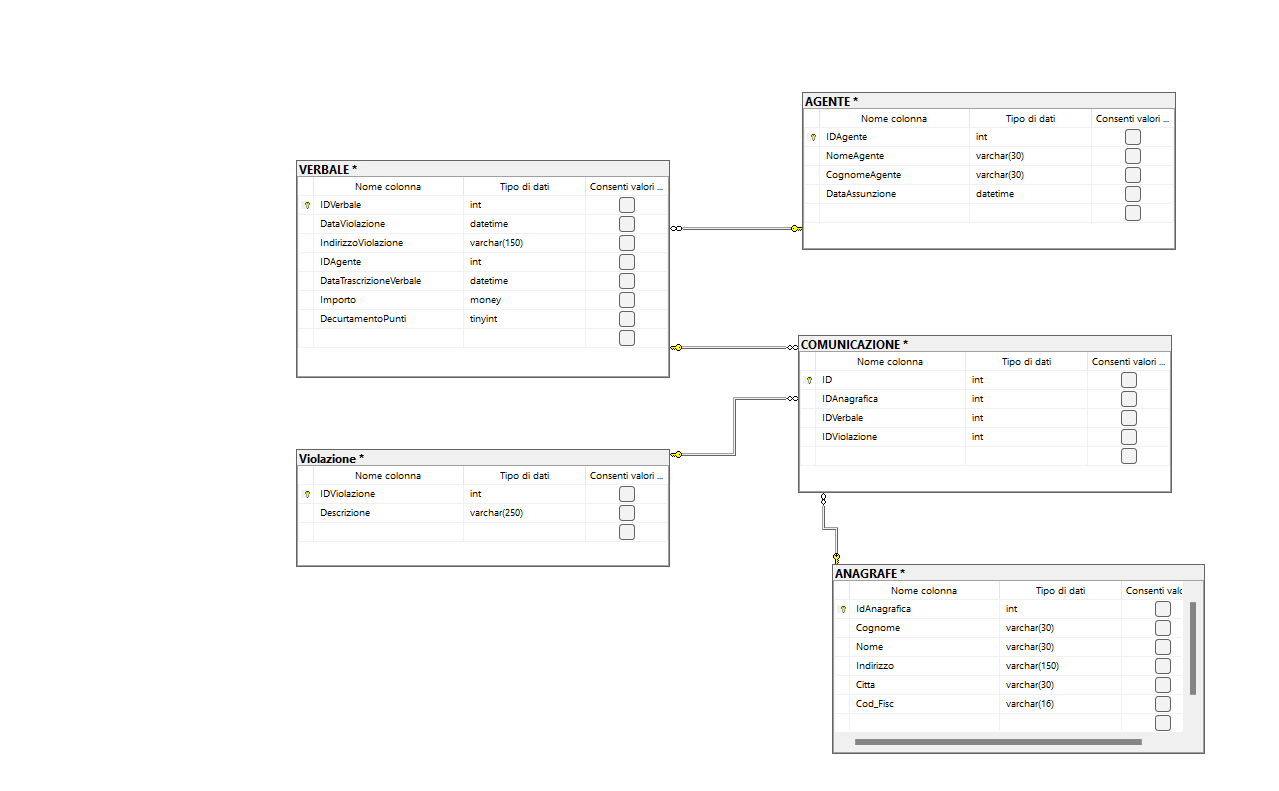 AGENTE *
Nome colonna Tipo di dati Consenti valori ...
IDAgente int
NomeAgente varchar(30)
CognomeAgente varchar(30)
DataAssunzione datetime
VERBALE *
Nome colonna Tipo di dati Consenti valori ...
IDVerbale int
DataViolazione datetime
IndirizzoViolazione varchar(150)
IDAgente int
DataTrascrizioneVerbale datetime
Importo money
DecurtamentoPunti tinyint
COMUNICAZIONE *
Nome colonna Tipo di dati Consenti valori ...
ID int
IDAnagrafica int
IDVerbale int
IDViolazione int
Violazione *
Nome colonna Tipo di dati Consenti valori ...
IDViolazione int
Descrizione varchar(250)
ANAGRAFE *
Nome colonna Tipo di dati Consenti valo
IdAnagrafica int
Cognome varchar(30)
Nome varchar(30)
Indirizzo varchar(150)
Citta varchar(30)
Cod_Fisc varchar(16)